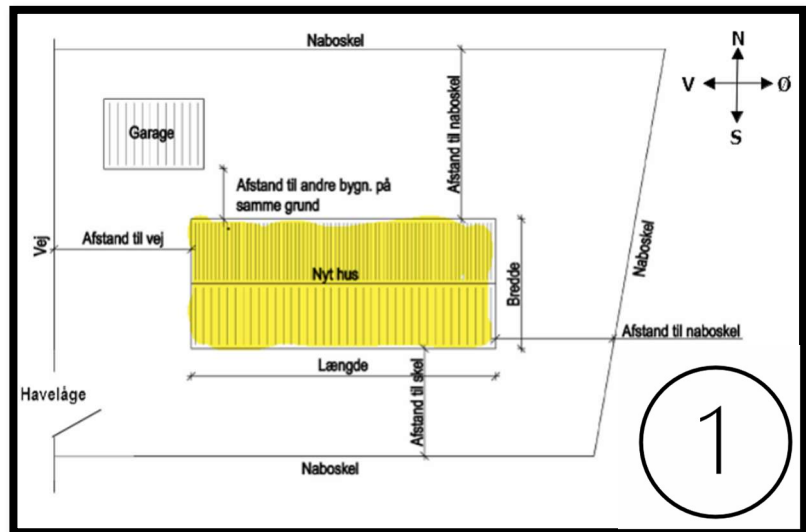 Naboskel
N
V Ø
S
Garage
Afstand til naboskel
Afstand til andre bygn. på
samme grund
Vej
Afstand til vej
Naboskel
Nyt hus
Bredde
Afstand til naboskel
Længde
Afstand til skel
Havelåge
Naboskel
1